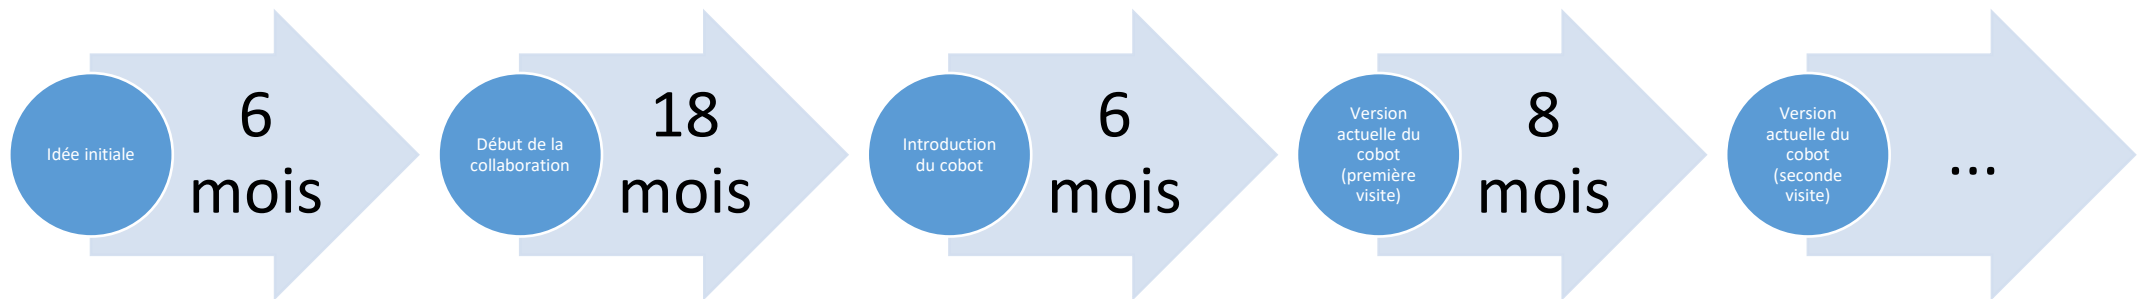 Idée initiale
6
mois
Début de la
collaboration
18
mois
Introduction
du cobot
6
mois
Version
actuelle du
cobot
(première
visite)
8
mois
Version
actuelle du
cobot
(seconde
visite)
...